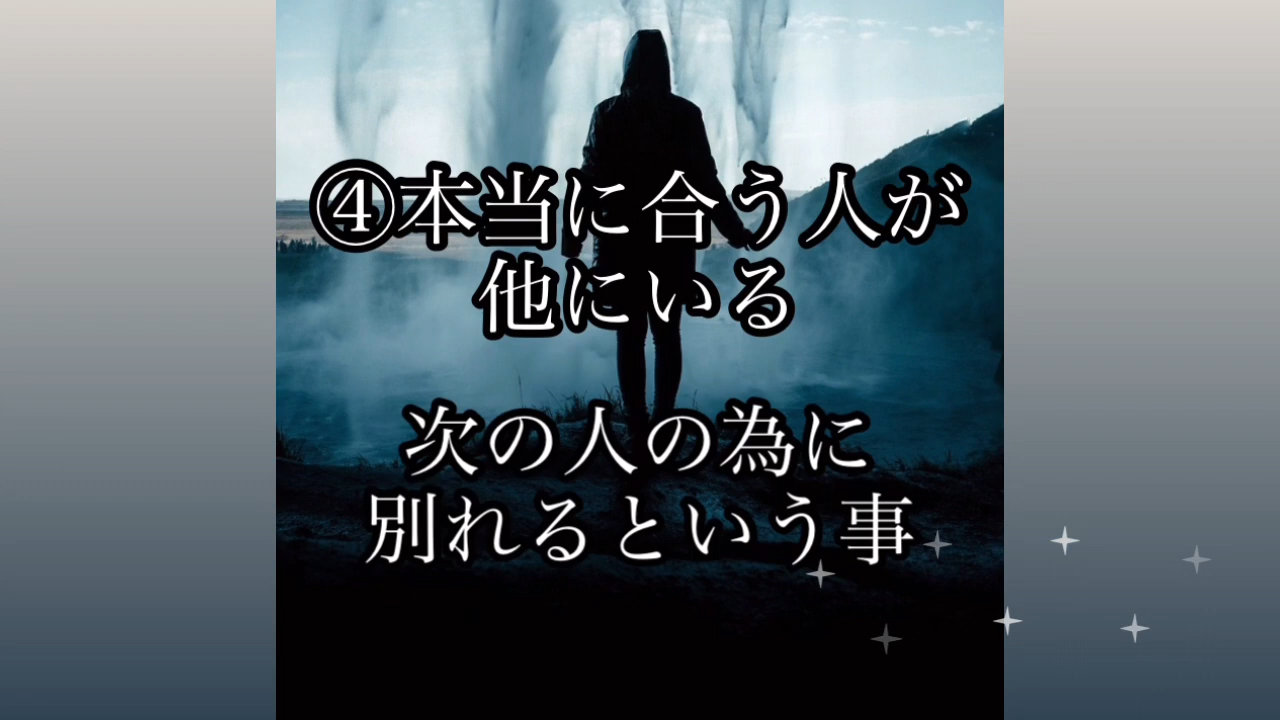 ④本当に合う人が
他にいる
次の人の為に
別れるという事